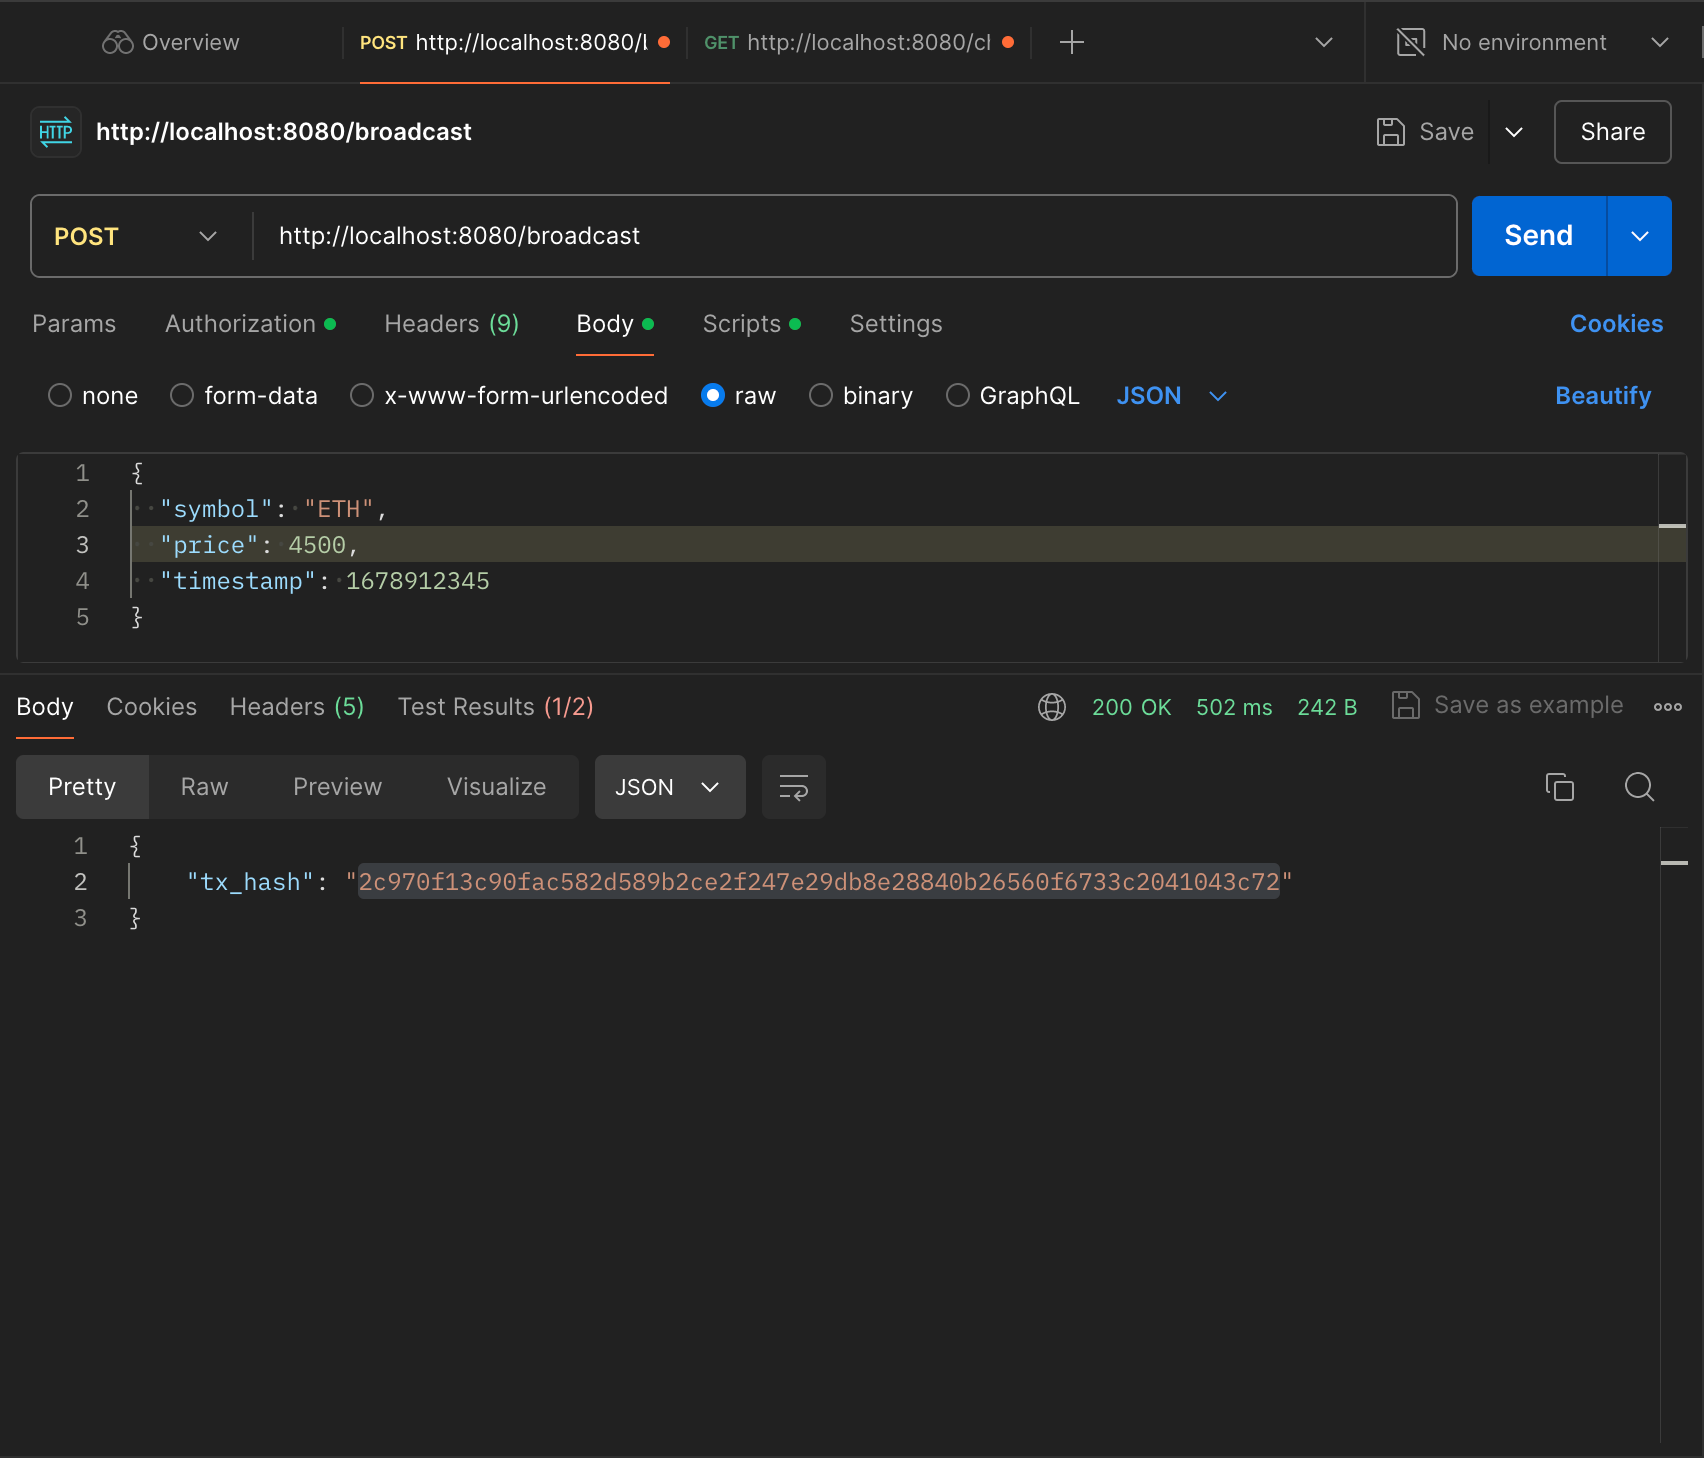 Overview
POST http://localhost:8080/b
GET http://localhost:8080/cl
No environment
HTTP http://localhost:8080/broadcast
Save
Share
POST http://localhost:8080/broadcast
Send
Params Authorization Headers (9) Body Scripts Settings Cookies
none form-data x-www-form-urlencoded raw binary GraphQL JSON Beautify
1 {
2 "symbol": "ETH",
3 "price": 4500,
4 "timestamp": 1678912345
5 }
Body Cookies Headers (5) Test Results (1/2) 200 OK 502 ms 242 B Save as example
Pretty Raw Preview Visualize JSON
1 {
2 "tx_hash": "2c970f13c90fac582d589b2ce2f247e29db8e28840b26560f6733c2041043c72"
3 }